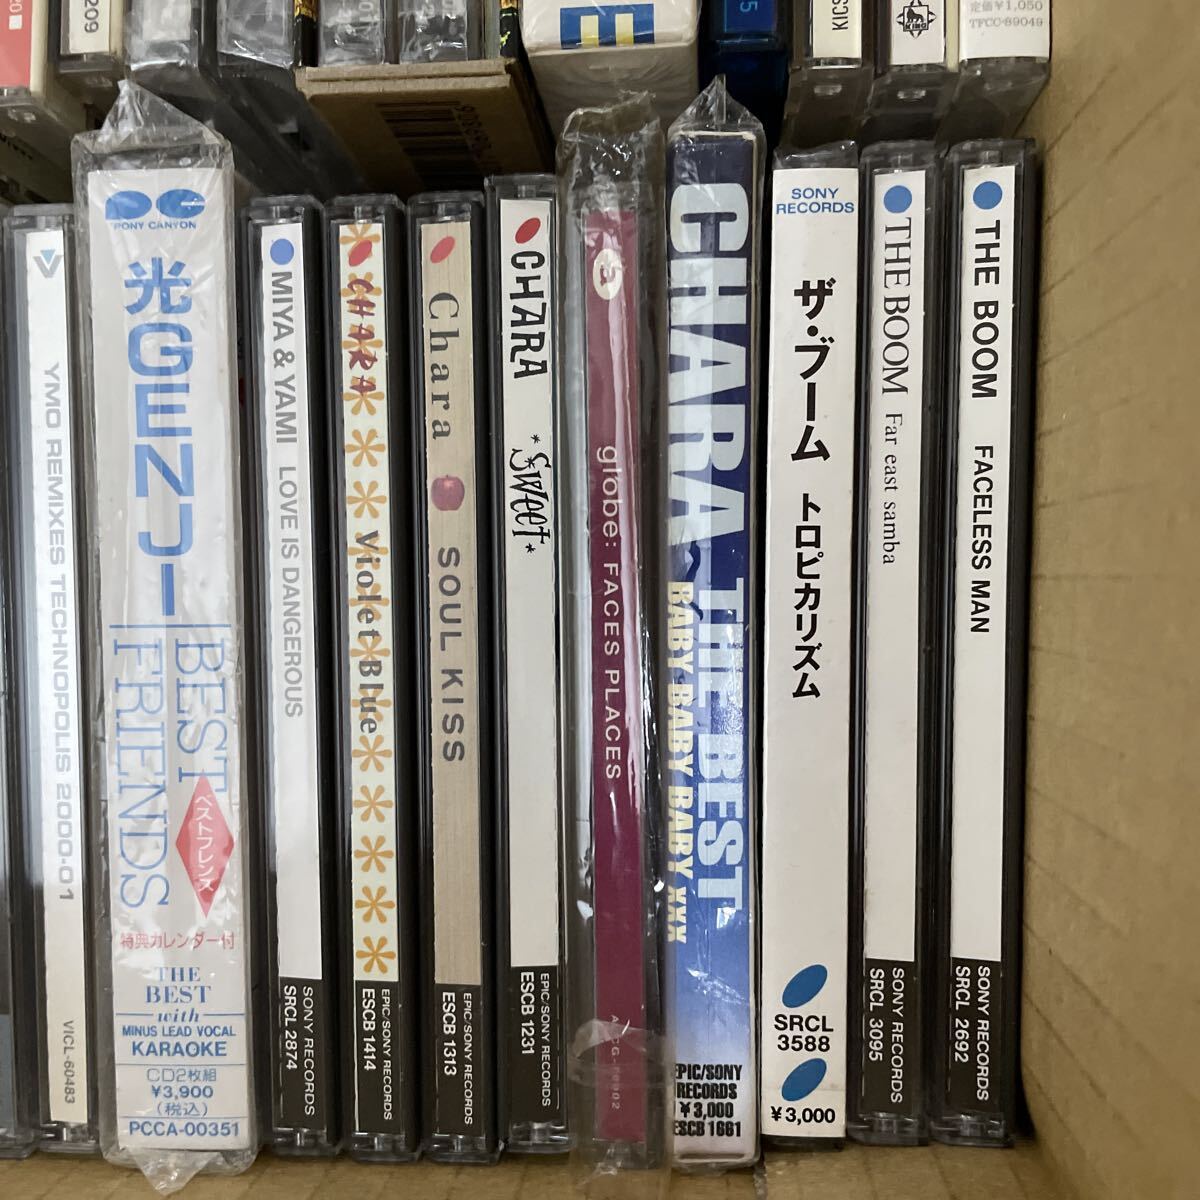 209
KICS
5
E
KING
定価¥1,050
TFCC-89049
YMO REMIXES TECHNOPOLIS 2000-01
VICL-60483
PONY CANYON
光GENJI
BEST
FRIENDS
ベストフレンズ
特典カレンダー付
THE
BEST
with
MINUS LEAD VOCAL
KARAOKE
CD2枚組
¥3,900
(税込)
PCCA-00351
MIYA & YAMI LOVE IS DANGEROUS
SONY RECORDS
SRCL 2874
CHARA Violet Blue
EPIC/SONY RECORDS
ESCB 1414
Chara SOUL KISS
EPIC/SONY RECORDS
ESCB 1313
CHARA *Sweet*
EPIC/SONY RECORDS
ESCB 1231
globe: FACES PLACES
CHARA THE BEST
BABY BABY BABY XXX
EPIC/SONY
RECORDS
¥3,000
ESCB 1661
SONY
RECORDS
ザ・ブーム トロピカリズム
SRCL
3588
¥3,000
THE BOOM Far east samba
SONY RECORDS
SRCL 3095
THE BOOM FACELESS MAN
SONY RECORDS
SRCL 2692